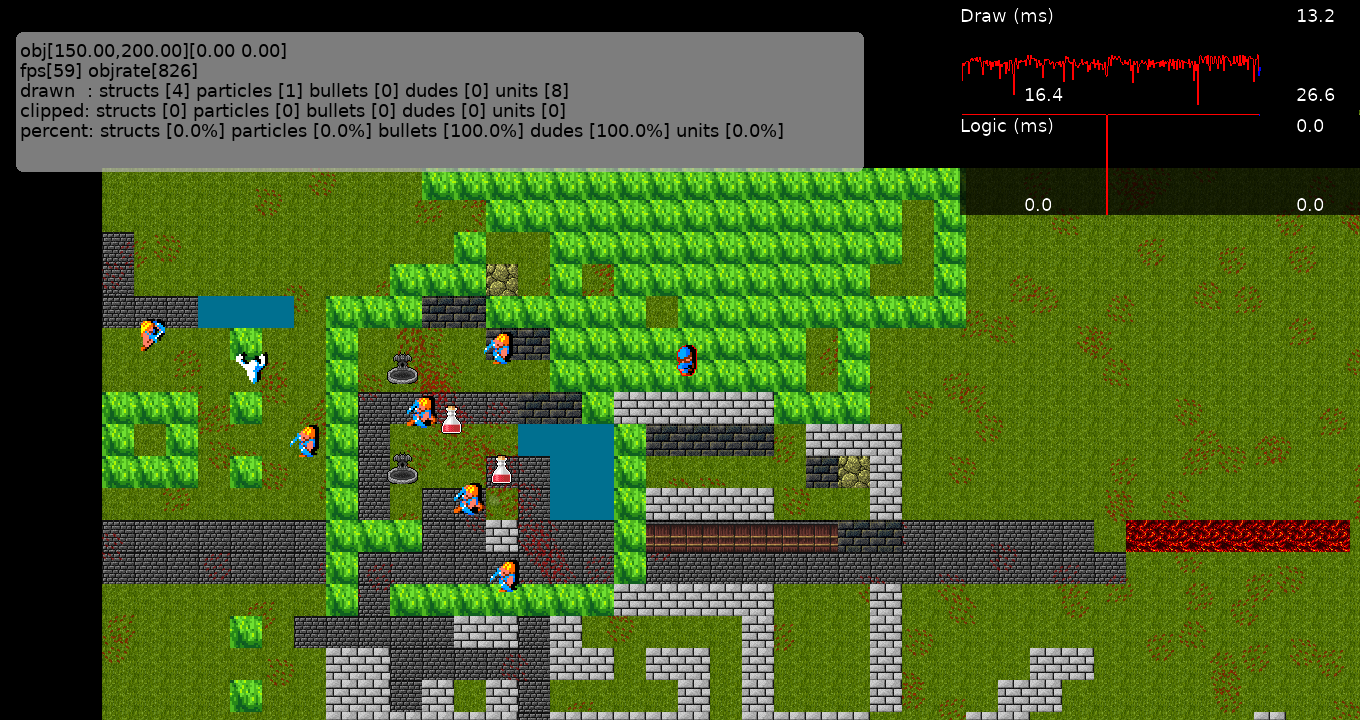 obj[150.00,200.00][0.00 0.00]
fps[59] objrate[826]
drawn  : structs [4] particles [1] bullets [0] dudes [0] units [8]
clipped: structs [0] particles [0] bullets [0] dudes [0] units [0]
percent: structs [0.0%] particles [0.0%] bullets [100.0%] dudes [100.0%] units [0.0%]
Draw (ms) 13.2
16.4 26.6
Logic (ms) 0.0
0.0 0.0